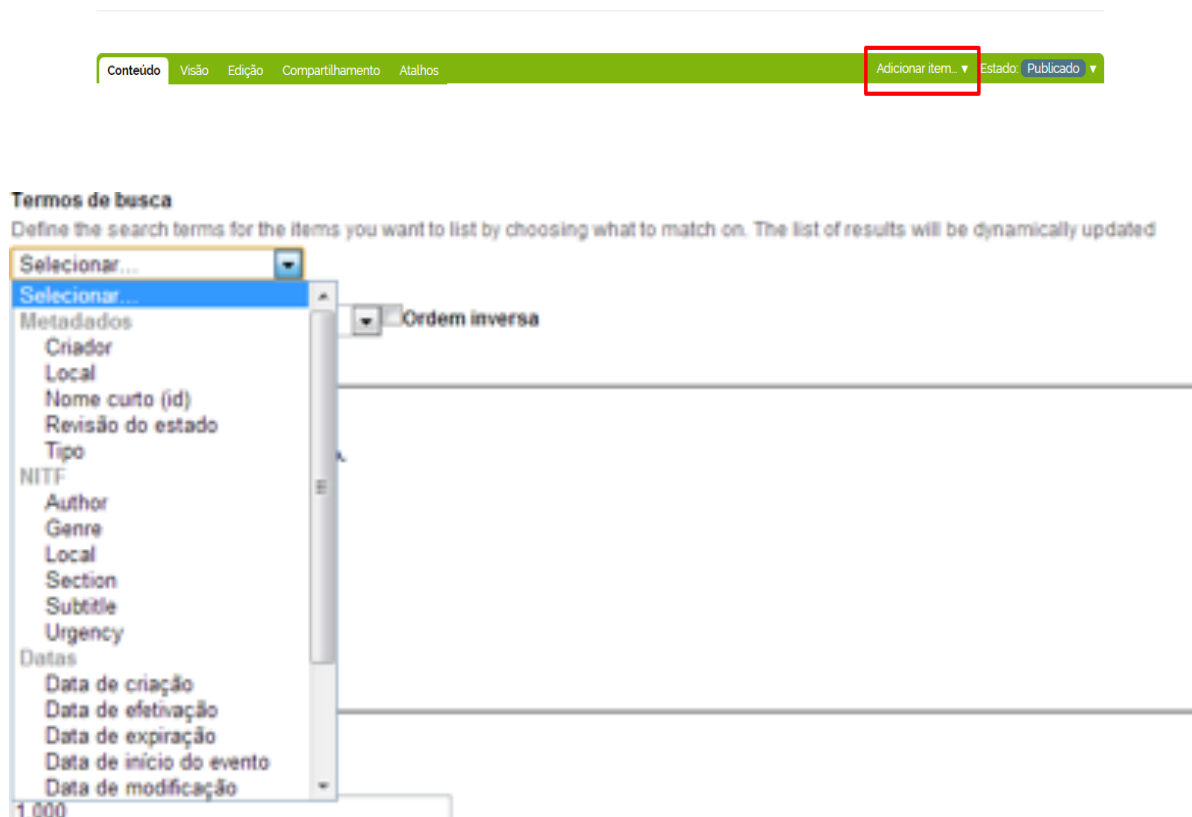 Conteúdo Visão Edição Compartilhamento Atalhos Adicionar item... ▼ Estado: Publicado ▼
Termos de busca
Define the search terms for the items you want to list by choosing what to match on. The list of results will be dynamically updated
Selecionar...
Selecionar...
Metadados
Ordem inversa
Criador
Local
Nome curto (id)
Revisão do estado
Tipo
NITF
Author
Genre
Local
Section
Subtitle
Urgency
Datas
Data de criação
Data de efetivação
Data de expiração
Data de início do evento
Data de modificação
1.000